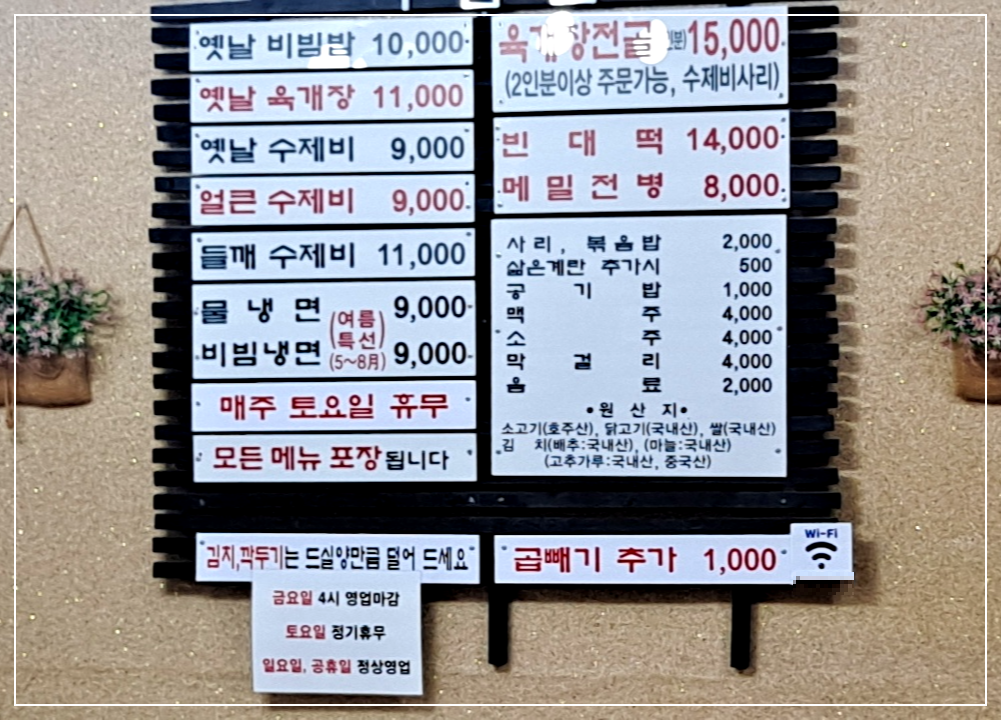 옛날 비빔밥 10,000
옛날 육개장 11,000
옛날 수제비 9,000
얼큰 수제비 9,000
들깨 수제비 11,000
물냉면 9,000
비빔냉면 9,000
(여름
특선
(5~8月)
매주 토요일 휴무
모든 메뉴 포장됩니다
육개장전골 15,000
(2인분이상 주문가능, 수제비사리)
빈대떡 14,000
메밀전병 8,000
사리, 볶음밥 2,000
삶은계란 추가시 500
공기밥 1,000
맥주 4,000
소주 4,000
막걸리 4,000
음료 2,000
•원산지•
소고기(호주산), 닭고기(국내산), 쌀(국내산)
김치(배추:국내산), (마늘:국내산)
(고추가루:국내산, 중국산)
김치,깍두기는 드실양만큼 덜어 드세요
곱빼기 추가 1,000
Wi-Fi
금요일 4시 영업마감
토요일 정기휴무
일요일, 공휴일 정상영업